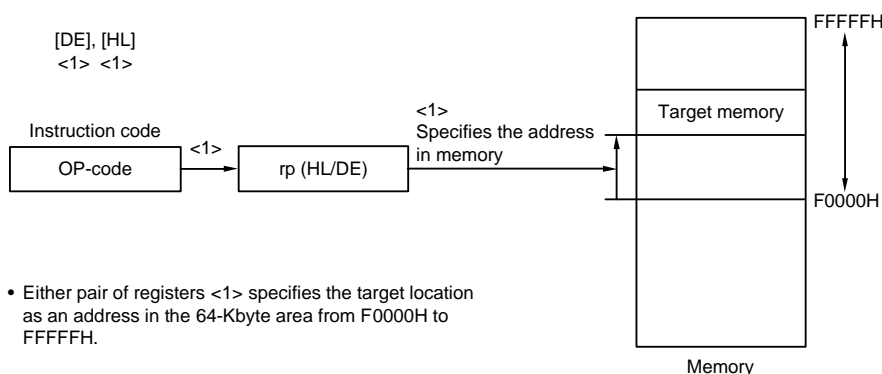 FFFFFH
[DE], [HL]
<1> <1>
<1>
Specifies the address
in memory
Target memory
Instruction code
<1>
OP-code
rp (HL/DE)
F0000H
• Either pair of registers <1> specifies the target location
as an address in the 64-Kbyte area from F0000H to
FFFFFH.
Memory